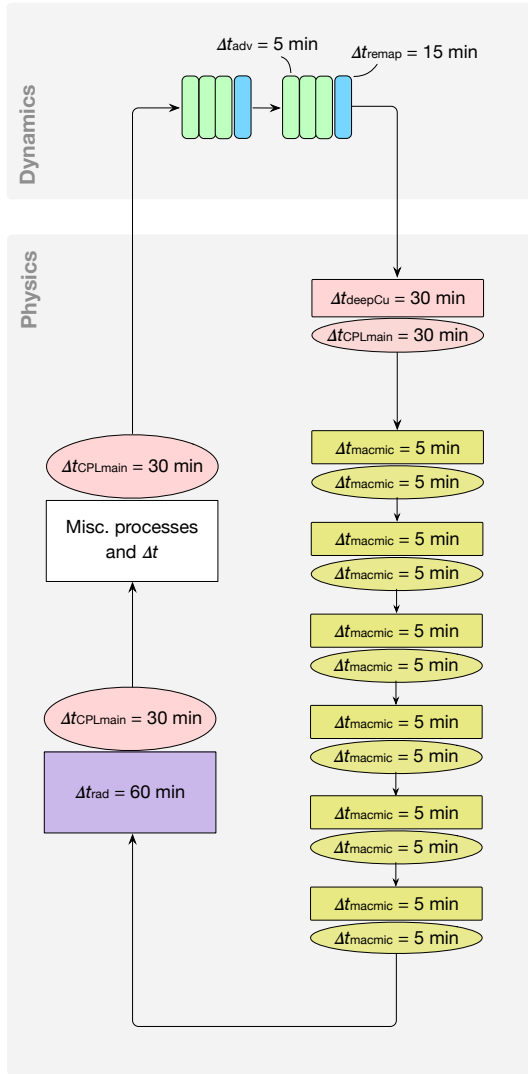 Dynamics
Δtadv = 5 min
Δtremap = 15 min
Physics
ΔtdeepCu = 30 min
ΔtCPLmain = 30 min
Δtmacmic = 5 min
Δtmacmic = 5 min
Δtmacmic = 5 min
Δtmacmic = 5 min
Δtmacmic = 5 min
Δtmacmic = 5 min
Δtmacmic = 5 min
Δtmacmic = 5 min
Δtmacmic = 5 min
Δtmacmic = 5 min
Δtmacmic = 5 min
Δtmacmic = 5 min
Δtrad = 60 min
ΔtCPLmain = 30 min
Misc. processes
and Δt
ΔtCPLmain = 30 min